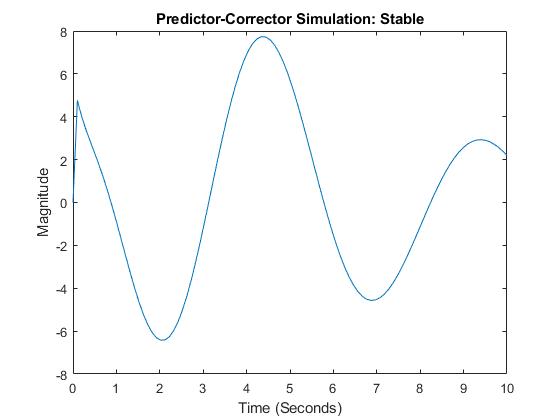 Predictor-Corrector Simulation: Stable
8
6
4
2
0
-2
-4
-6
-8
Magnitude
0 1 2 3 4 5 6 7 8 9 10
Time (Seconds)